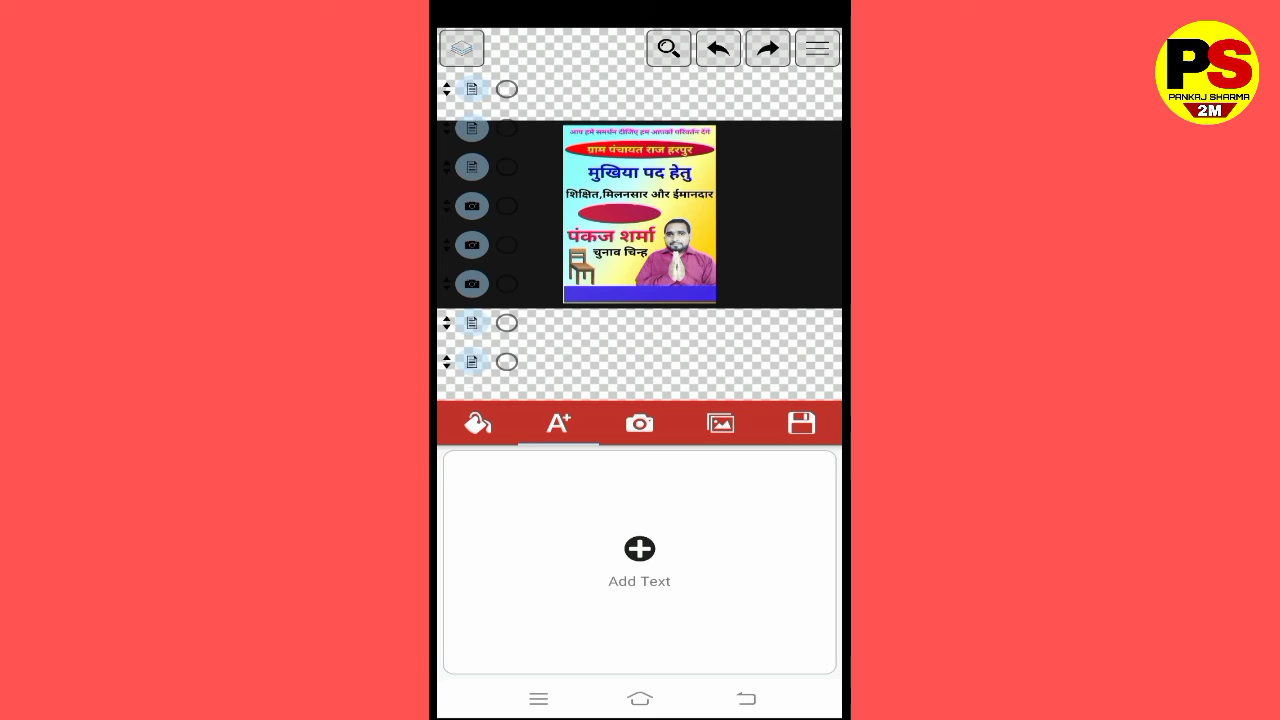 PS
PANKAJ SHARMA
2M
आप हमे समर्थन दीजिए हम आपको परिवर्तन देंगे
ग्राम पंचायत राज हरपुर
मुखिया पद हेतु
शिक्षित,मिलनसार और ईमानदार
पंकज शर्मा
चुनाव चिन्ह
A+
Add Text